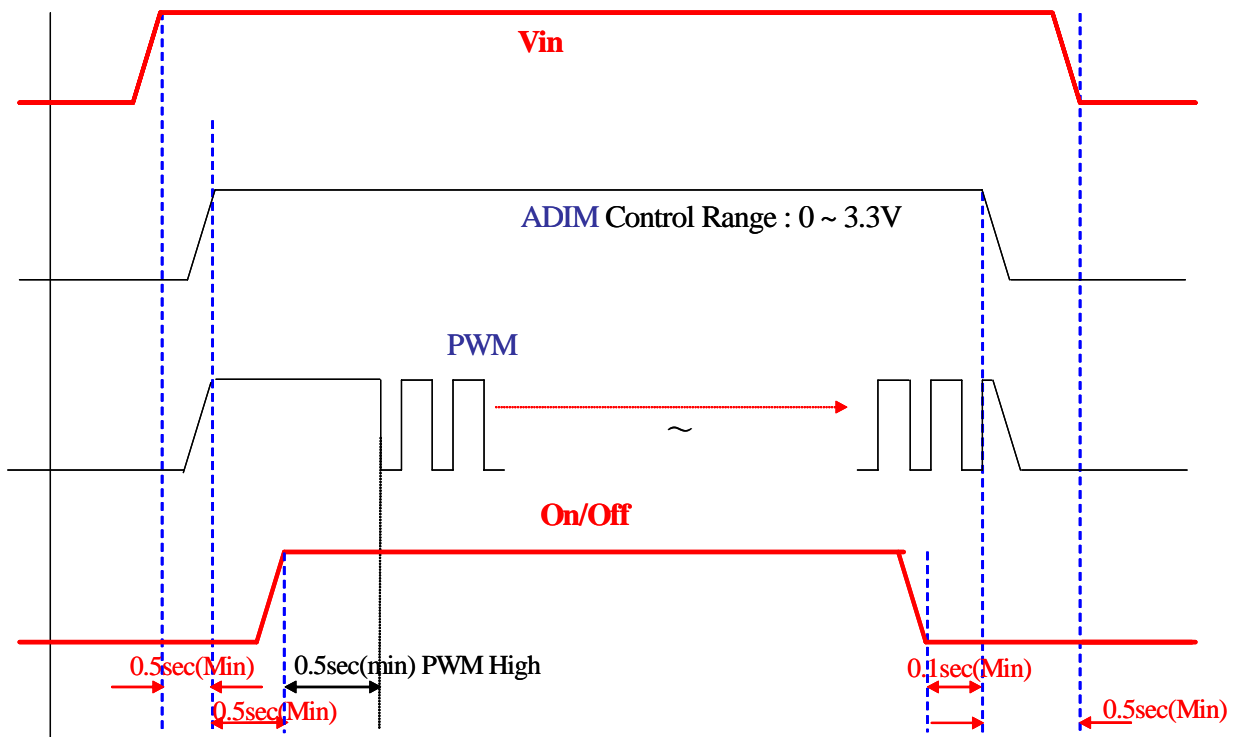 Vin
ADIM Control Range : 0 ~ 3.3V
PWM
~
On/Off
0.5sec(Min)
0.5sec(min) PWM High
0.1sec(Min)
0.5sec(Min)
0.5sec(Min)